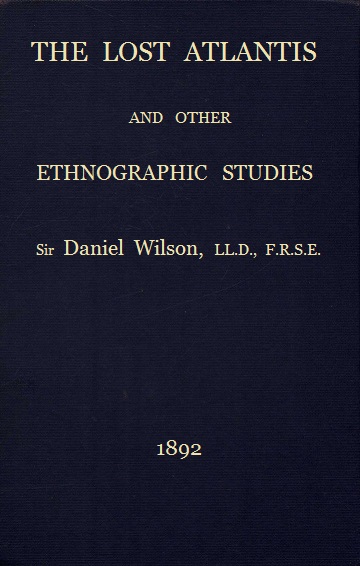 THE LOST ATLANTIS
AND OTHER
ETHNOGRAPHIC STUDIES
Sir Daniel Wilson, LL.D., F.R.S.E.
1892